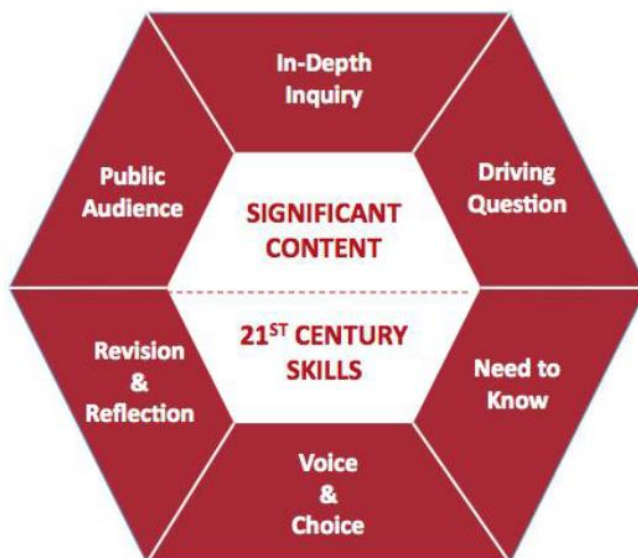 In-Depth
Inquiry
Driving
Question
Need to
Know
Voice
&
Choice
Revision
&
Reflection
Public
Audience
SIGNIFICANT
CONTENT
21ST CENTURY
SKILLS